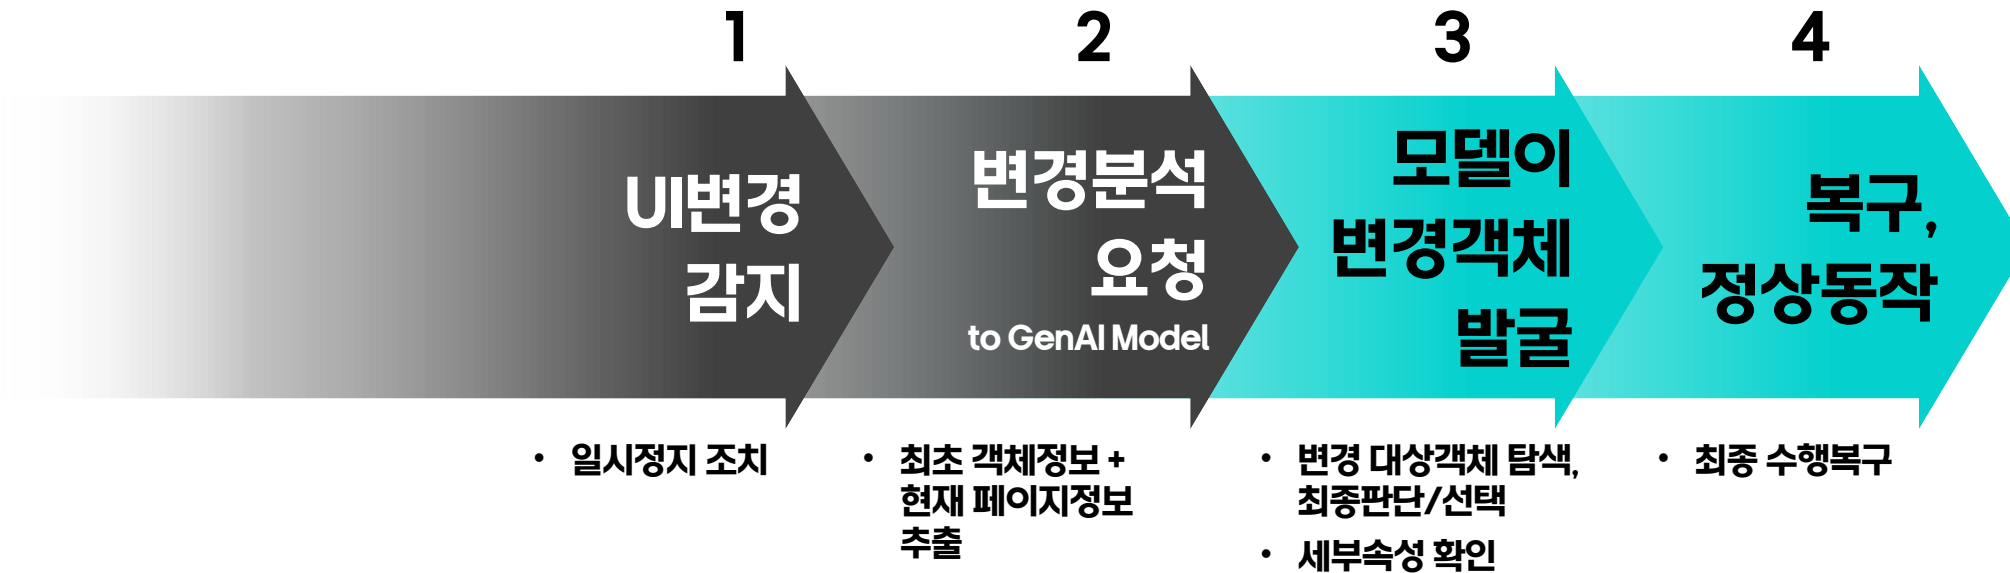 1
UI변경
감지
• 일시정지 조치
2
변경분석
요청
to GenAI Model
• 최초 객체정보 +
현재 페이지정보
추출
3
모델이
변경객체
발굴
• 변경 대상객체 탐색,
최종판단/선택
• 세부속성 확인
4
복구,
정상동작
• 최종 수행복구